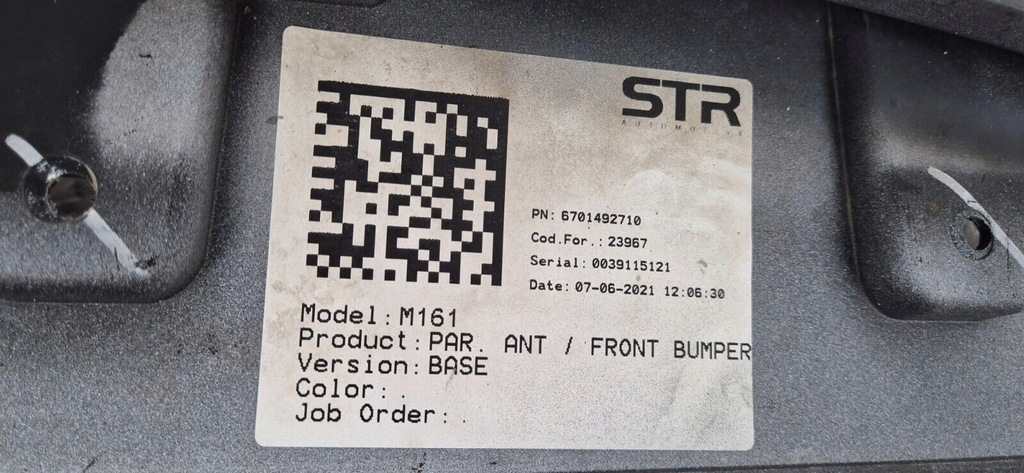 STR
AUTOMOTIVE
PN: 6701492710
Cod.For.: 23967
Serial: 0039115121
Date: 07-06-2021 12:06:30
Model: M161
Product: PAR. ANT / FRONT BUMPER
Version: BASE
Color: .
Job Order: .